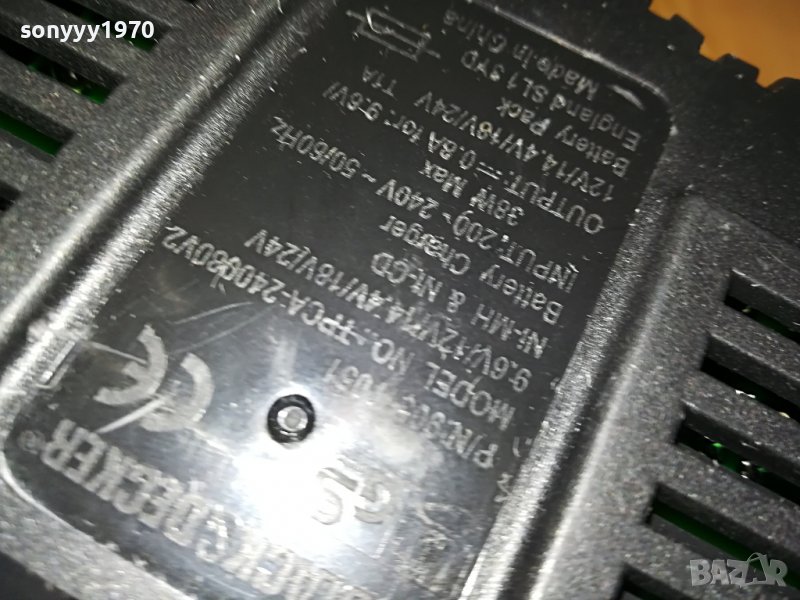 sonyyy1970
BLACK & DECKER®
P/N:
MODEL NO.:TPCA-240080V2
9.6V/12V/14.4V/18V/24V
Ni-MH & Ni-CD
Battery Charger
INPUT:200~240V~50/60Hz
38W Max
OUTPUT:⎓0.8A for 9.6V/
12V/14.4V/18V/24V T1A
Battery Pack
England SL1 3YD
Made In China
BAZAR